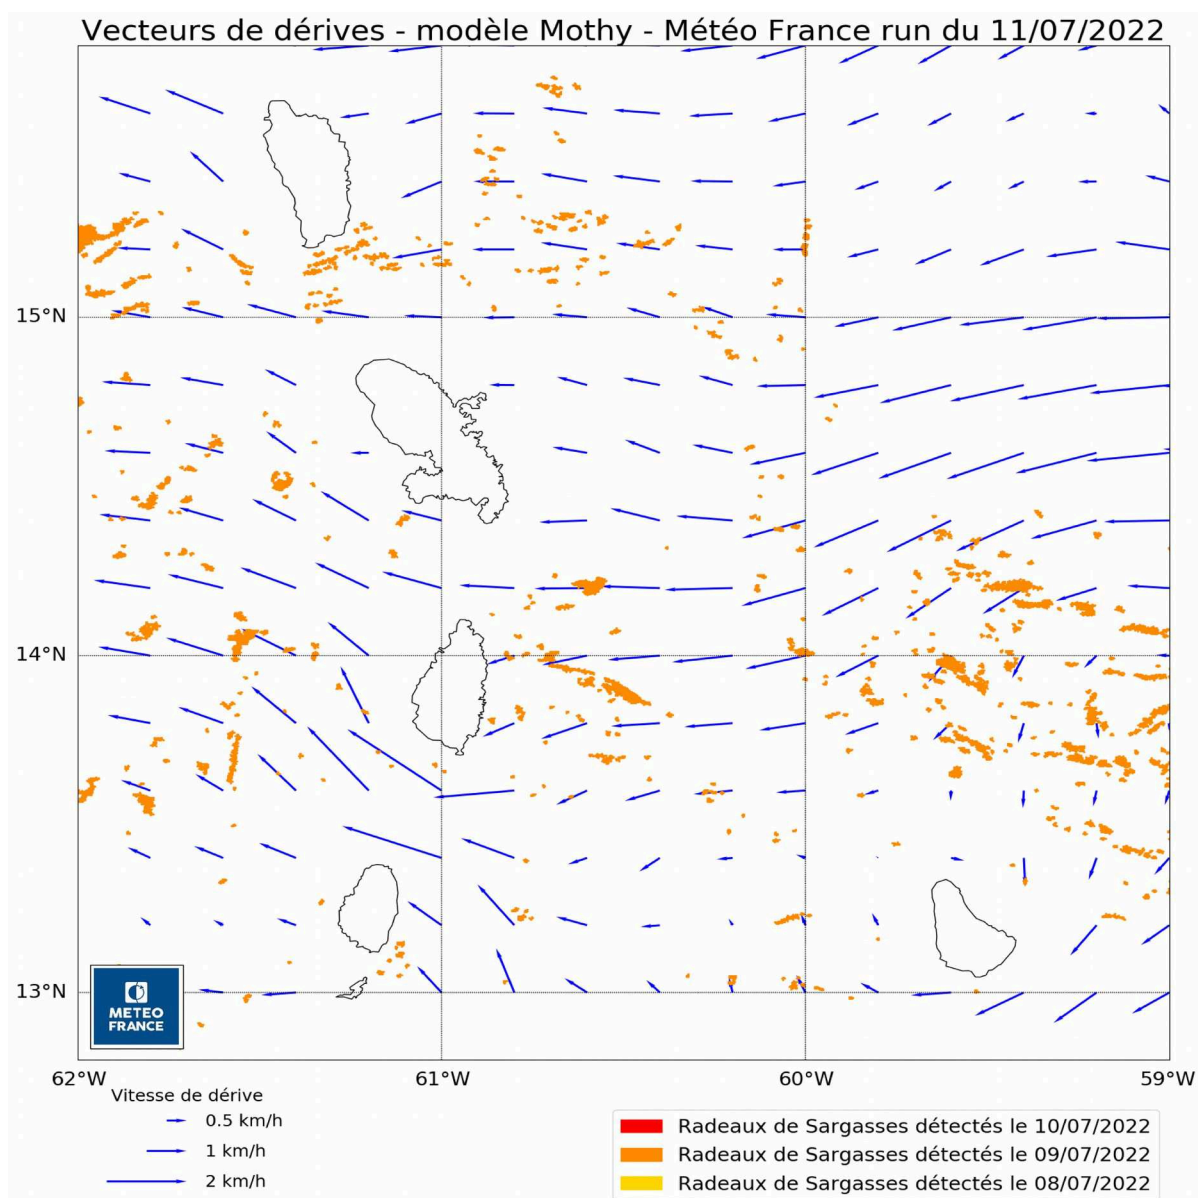 Vecteurs de dérives - modèle Mothy - Météo France run du 11/07/2022
15°N
14°N
13°N
METEO
FRANCE
62°W
61°W
60°W
59°W
Vitesse de dérive
0.5 km/h
1 km/h
2 km/h
Radeaux de Sargasses détectés le 10/07/2022
Radeaux de Sargasses détectés le 09/07/2022
Radeaux de Sargasses détectés le 08/07/2022